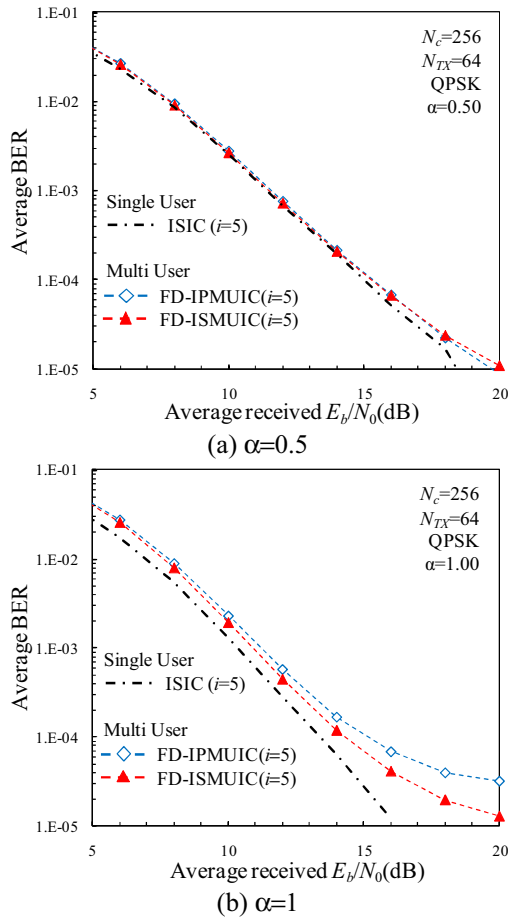 1.E-01
1.E-02
1.E-03
1.E-04
1.E-05
Average BER
N_c=256
N_TX=64
QPSK
α=0.50
Single User
ISIC (i=5)
Multi User
FD-IPMUIC(i=5)
FD-ISMUIC(i=5)
5 10 15 20
Average received E_b/N_0(dB)
(a) α=0.5
1.E-01
1.E-02
1.E-03
1.E-04
1.E-05
Average BER
N_c=256
N_TX=64
QPSK
α=1.00
Single User
ISIC (i=5)
Multi User
FD-IPMUIC(i=5)
FD-ISMUIC(i=5)
5 10 15 20
Average received E_b/N_0(dB)
(b) α=1